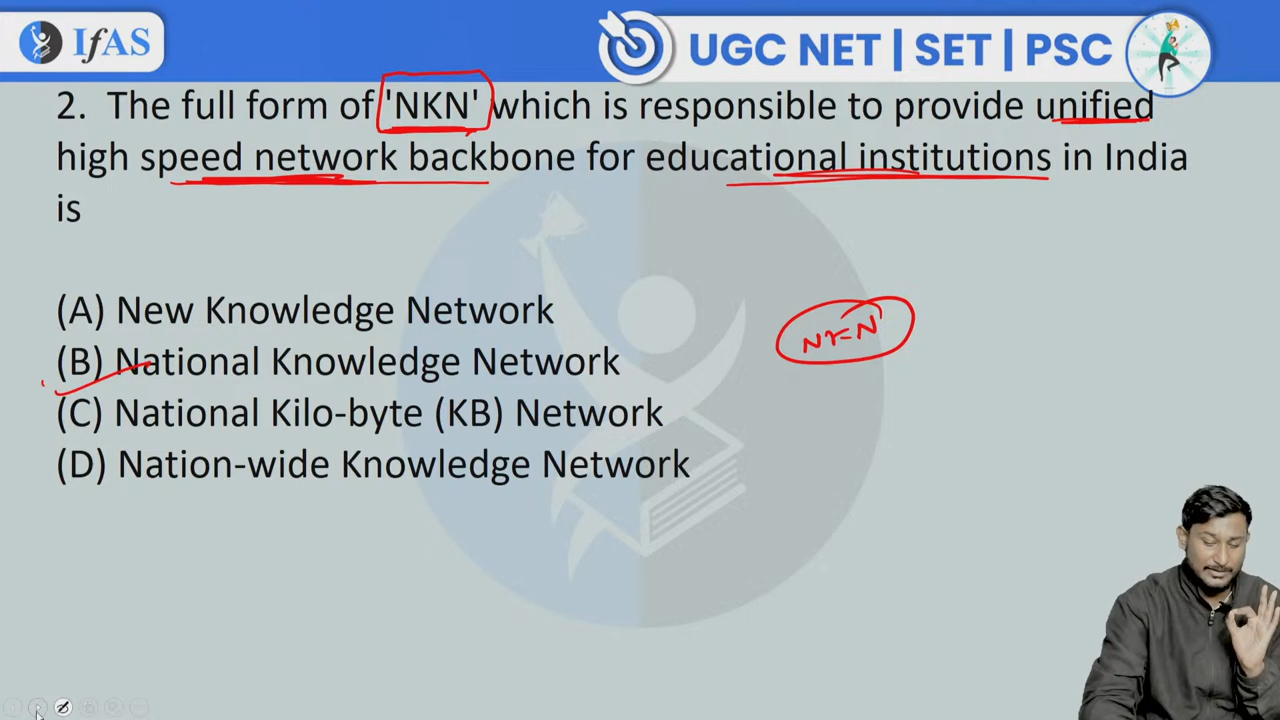 IfAS
UGC NET | SET | PSC
2. The full form of 'NKN' which is responsible to provide unified
high speed network backbone for educational institutions in India
is
(A) New Knowledge Network
(B) National Knowledge Network
(C) National Kilo-byte (KB) Network
(D) Nation-wide Knowledge Network
NKN